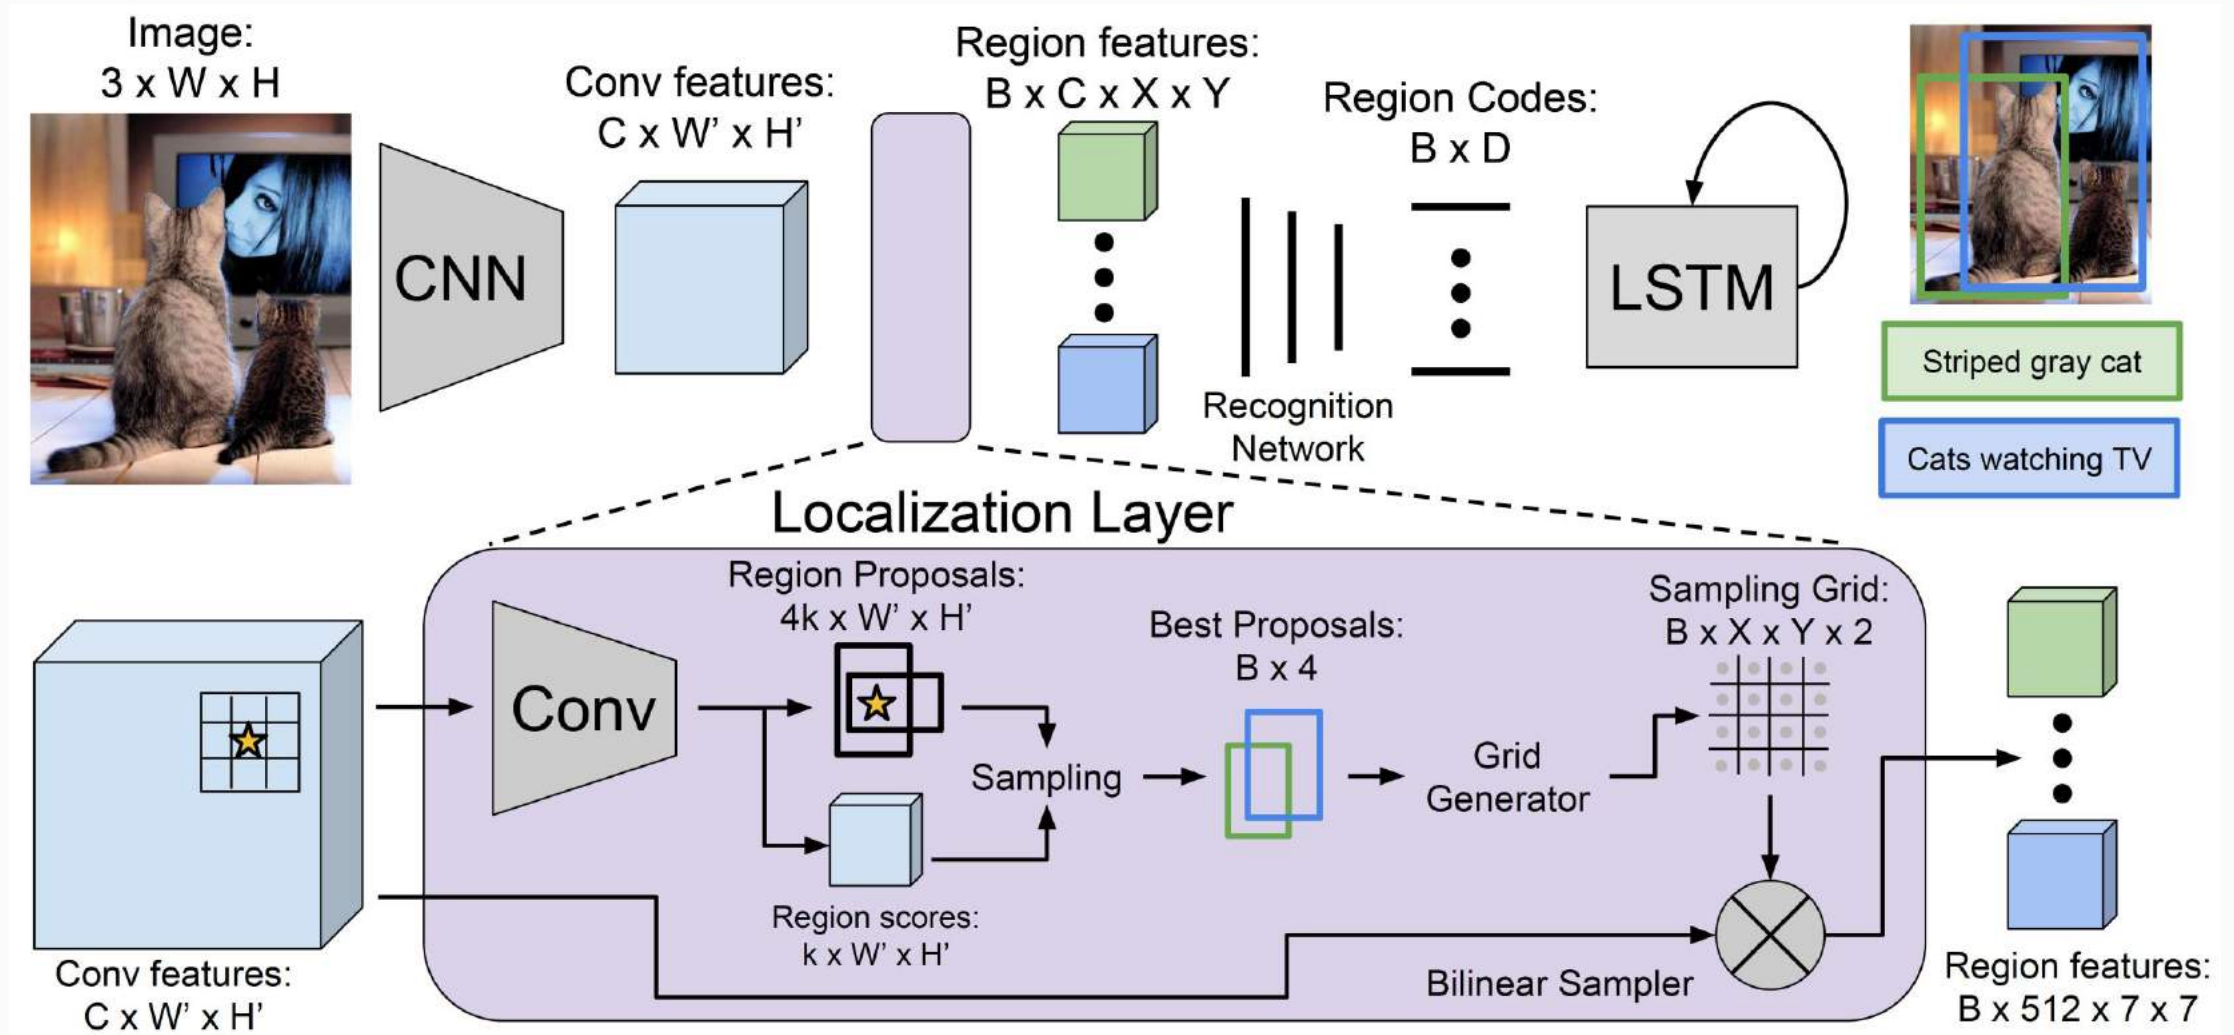 Image:
3 x W x H
Conv features:
C x W’ x H’
Region features:
B x C x X x Y
Region Codes:
B x D
CNN
LSTM
Recognition
Network
Striped gray cat
Cats watching TV
Localization Layer
Conv features:
C x W’ x H’
Conv
Region Proposals:
4k x W’ x H’
Region scores:
k x W’ x H’
Sampling
Best Proposals:
B x 4
Grid
Generator
Sampling Grid:
B x X x Y x 2
Bilinear Sampler
Region features:
B x 512 x 7 x 7